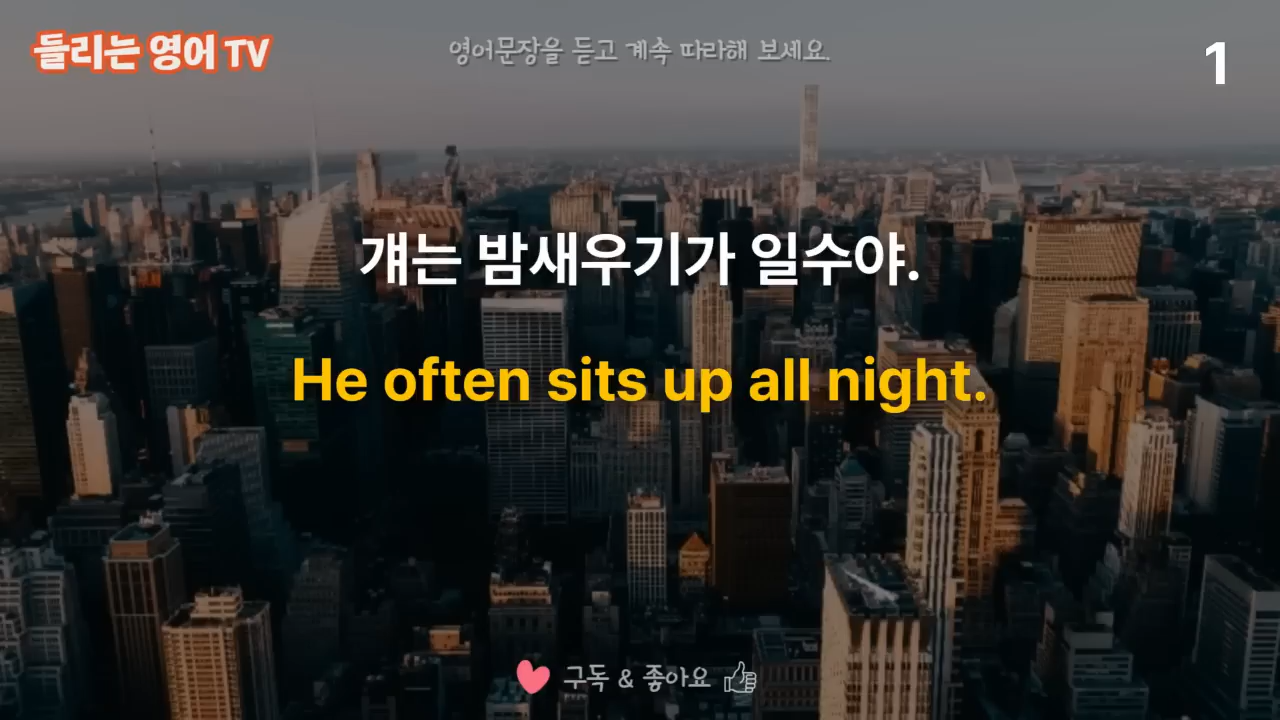 들리는 영어 TV
영어문장을 듣고 계속 따라해 보세요.
1
걔는 밤새우기가 일수야.
He often sits up all night.
구독 & 좋아요